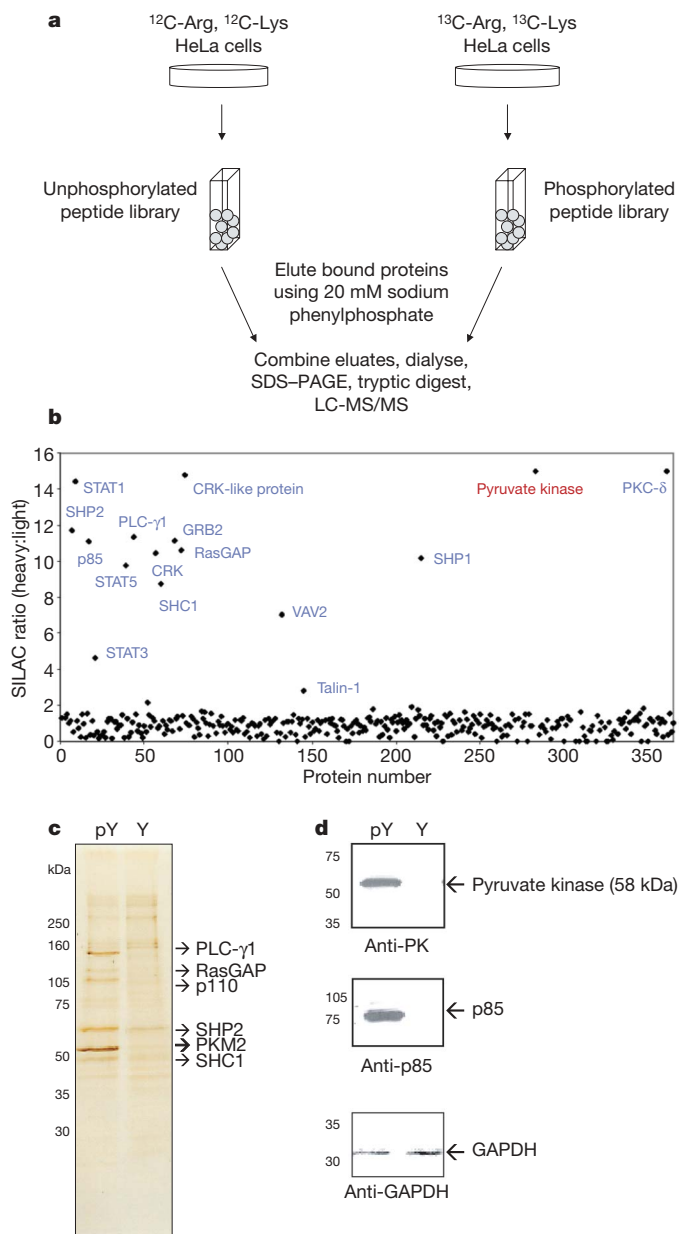 a
¹²C-Arg, ¹²C-Lys
HeLa cells
¹³C-Arg, ¹³C-Lys
HeLa cells
Unphosphorylated
peptide library
Phosphorylated
peptide library
Elute bound proteins
using 20 mM sodium
phenylphosphate
Combine eluates, dialyse,
SDS–PAGE, tryptic digest,
LC-MS/MS
b
SILAC ratio (heavy:light)
16
14
12
10
8
6
4
2
0
STAT1
CRK-like protein
Pyruvate kinase
PKC-δ
SHP2
PLC-γ1
GRB2
p85
RasGAP
STAT5
CRK
SHP1
SHC1
VAV2
STAT3
Talin-1
0 50 100 150 200 250 300 350
Protein number
c
pY Y
kDa
250
160
105
75
50
35
30
PLC-γ1
RasGAP
p110
SHP2
PKM2
SHC1
d
pY Y
75
50
35
Pyruvate kinase (58 kDa)
Anti-PK
105
75
p85
Anti-p85
35
30
GAPDH
Anti-GAPDH